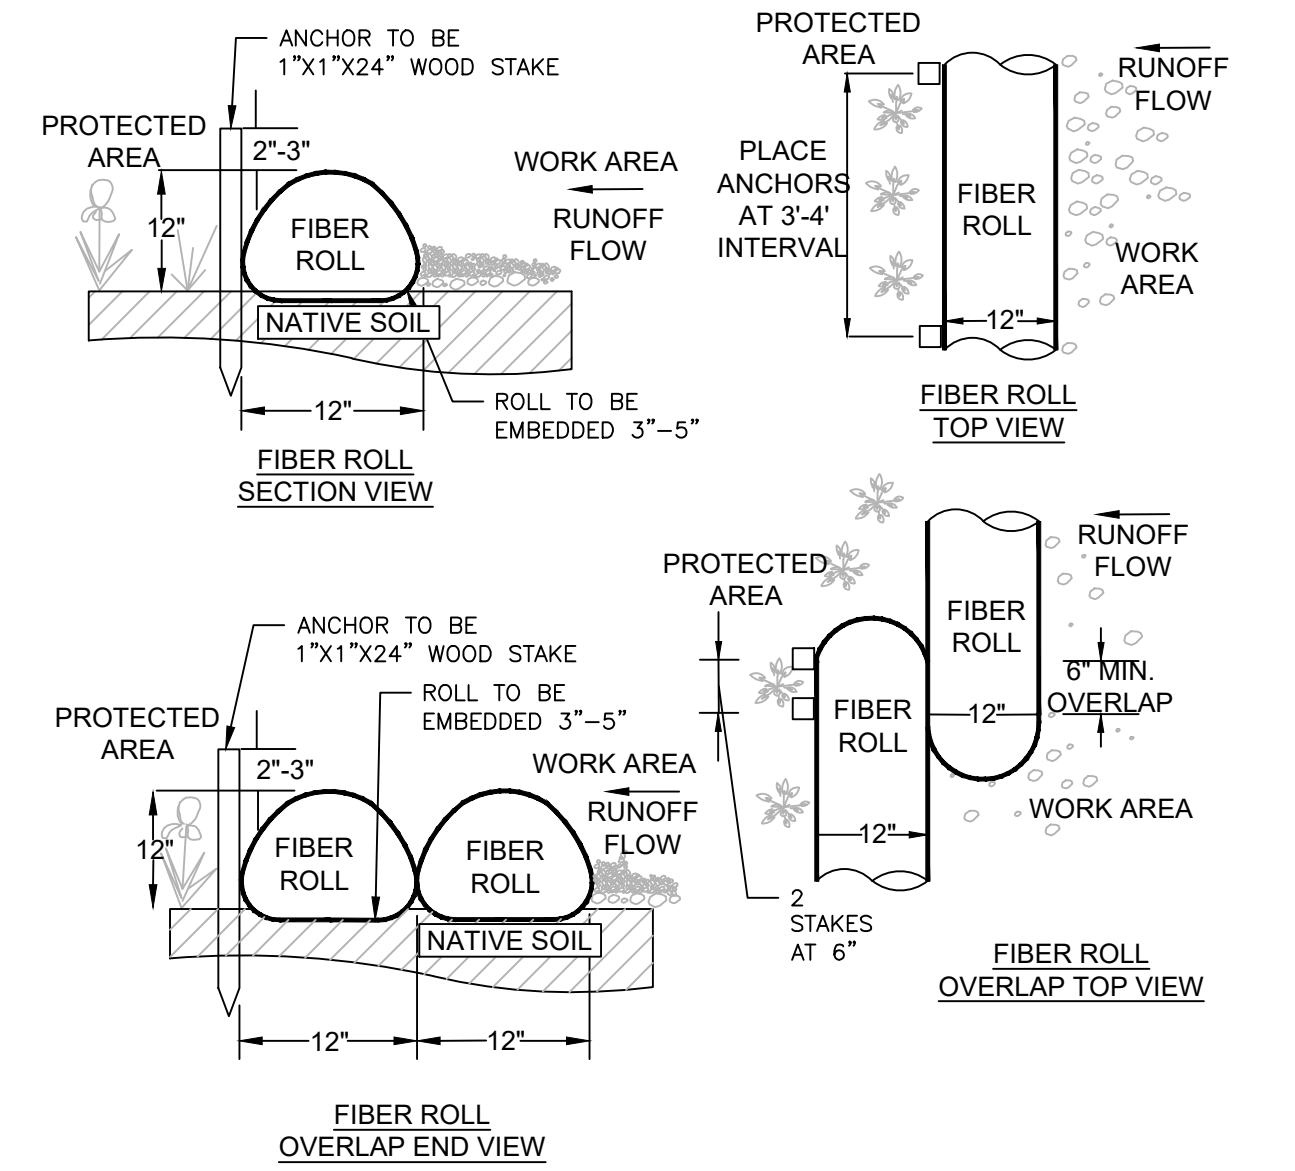 ANCHOR TO BE
1”X1”X24” WOOD STAKE
PROTECTED
AREA
2"-3"
12"
FIBER
ROLL
WORK AREA
RUNOFF
FLOW
NATIVE SOIL
12"
ROLL TO BE
EMBEDDED 3”–5”
FIBER ROLL
SECTION VIEW
PROTECTED
AREA
RUNOFF
FLOW
PLACE
ANCHORS
AT 3'-4'
INTERVAL
FIBER
ROLL
WORK
AREA
12"
FIBER ROLL
TOP VIEW
ANCHOR TO BE
1”X1”X24” WOOD STAKE
ROLL TO BE
EMBEDDED 3”–5”
PROTECTED
AREA
2"-3"
12"
FIBER
ROLL
FIBER
ROLL
WORK AREA
RUNOFF
FLOW
NATIVE SOIL
12"
12"
FIBER ROLL
OVERLAP END VIEW
RUNOFF
FLOW
PROTECTED
AREA
FIBER
ROLL
6" MIN.
OVERLAP
12"
FIBER
ROLL
WORK AREA
12"
2
STAKES
AT 6”
FIBER ROLL
OVERLAP TOP VIEW